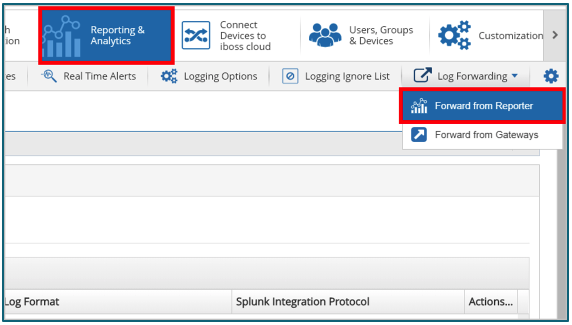 h
tion
Reporting &
Analytics
Connect
Devices to
iboss cloud
Users, Groups
& Devices
Customization
es
Real Time Alerts
Logging Options
Logging Ignore List
Log Forwarding
Forward from Reporter
Forward from Gateways
Log Format
Splunk Integration Protocol
Actions...